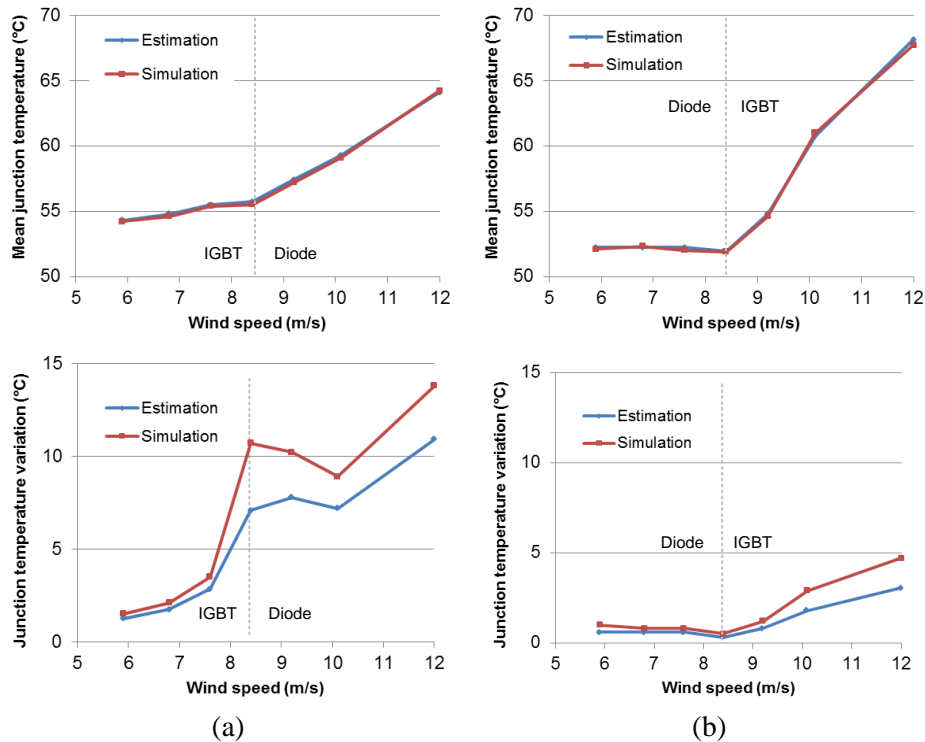 Mean junction temperature (°C)
70
65
60
55
50
Estimation
Simulation
IGBT Diode
5 6 7 8 9 10 11 12
Wind speed (m/s)
Mean junction temperature (°C)
70
65
60
55
50
Estimation
Simulation
Diode IGBT
5 6 7 8 9 10 11 12
Wind speed (m/s)
Junction temperature variation (°C)
15
10
5
0
Estimation
Simulation
IGBT Diode
5 6 7 8 9 10 11 12
Wind speed (m/s)
(a)
Junction temperature variation (°C)
15
10
5
0
Estimation
Simulation
Diode IGBT
5 6 7 8 9 10 11 12
Wind speed (m/s)
(b)